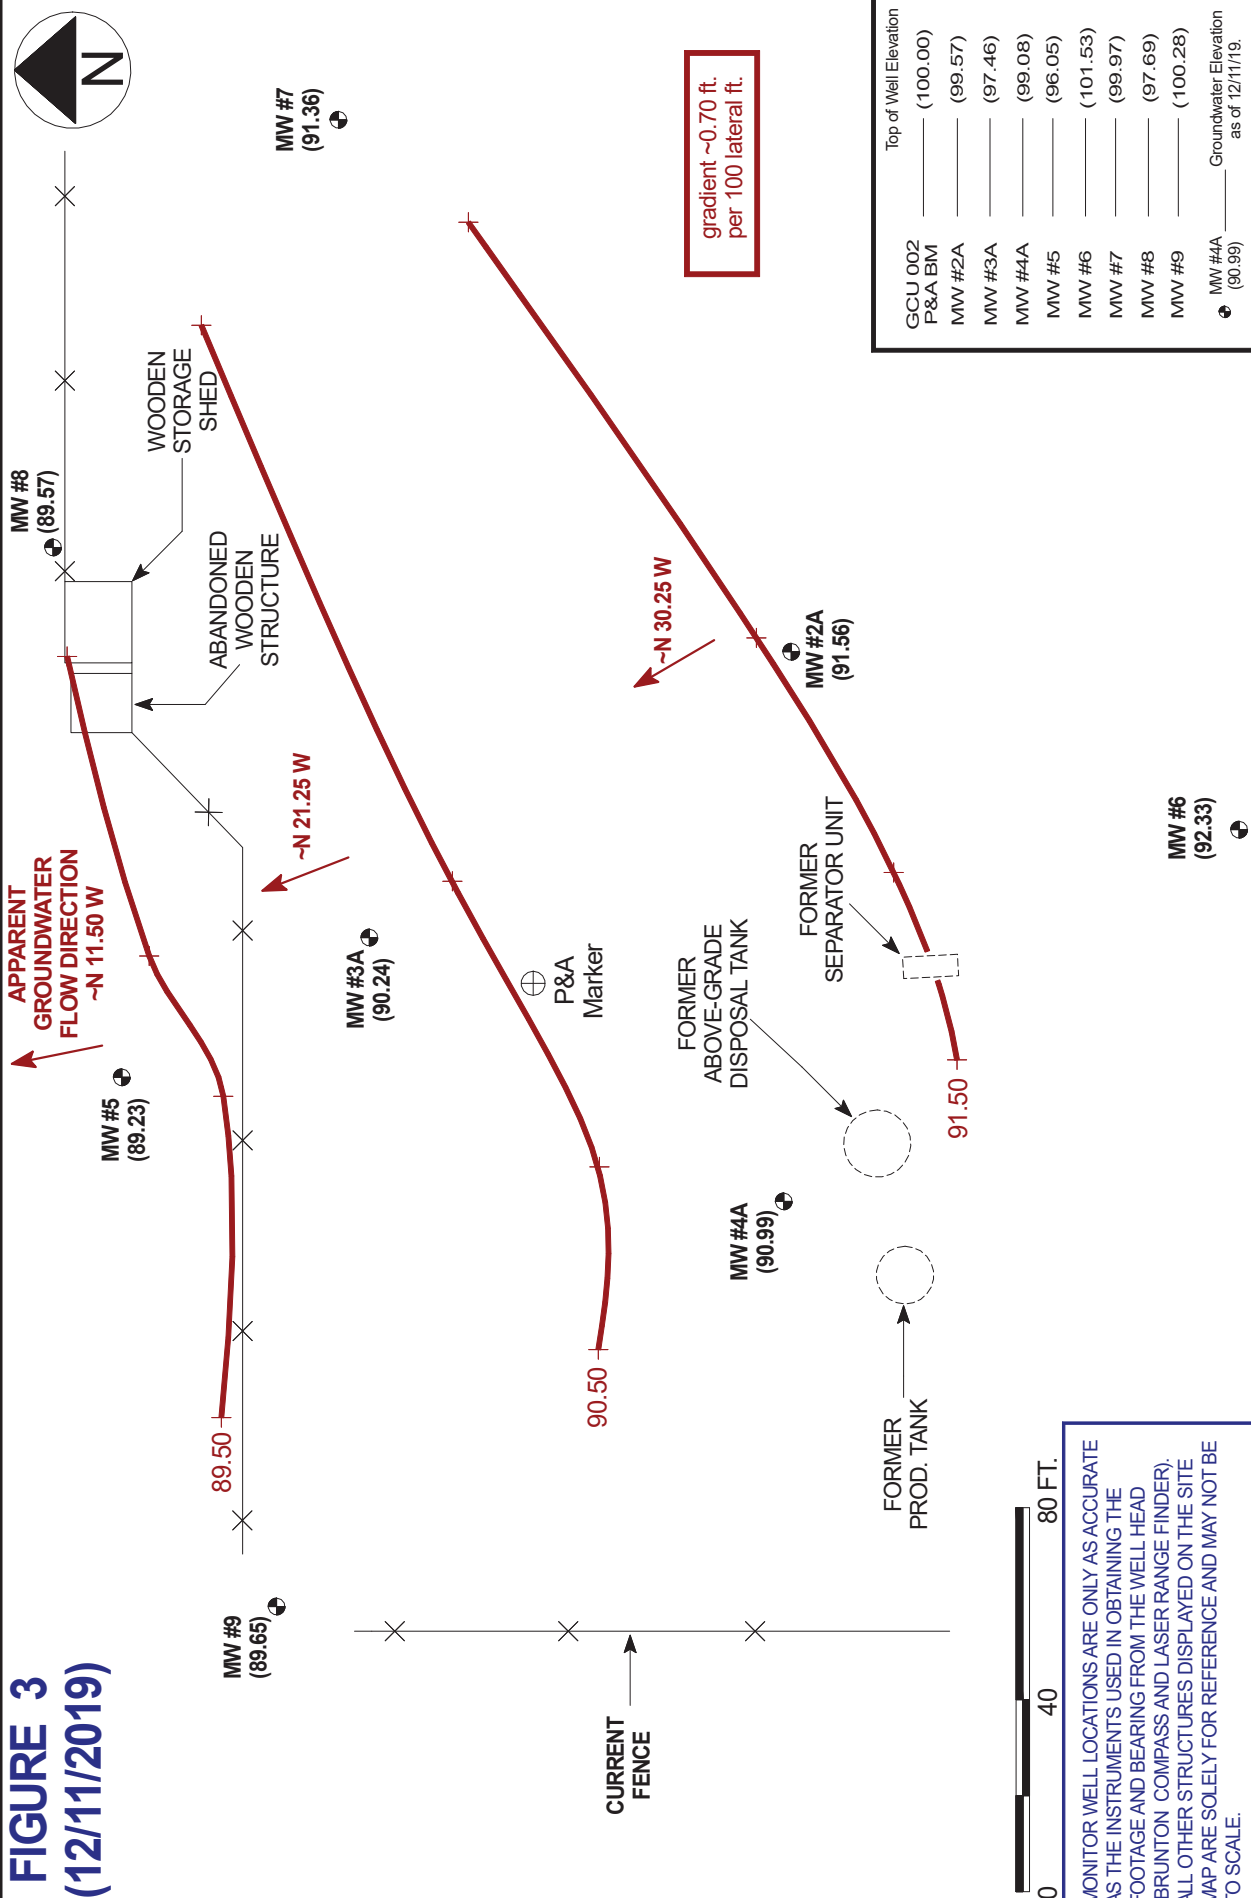 FIGURE 3
(12/11/2019)
N
APPARENT
GROUNDWATER
FLOW DIRECTION
~N 11.50 W
MW #8
(89.57)
MW #7
(91.36)
WOODEN
STORAGE
SHED
ABANDONED
WOODEN
STRUCTURE
MW #5
(89.23)
~N 21.25 W
MW #9
(89.65)
89.50
MW #3A
(90.24)
P&A
Marker
90.50
~N 30.25 W
gradient ~0.70 ft.
per 100 lateral ft.
MW #2A
(91.56)
FORMER
SEPARATOR UNIT
FORMER
ABOVE-GRADE
DISPOSAL TANK
MW #4A
(90.99)
FORMER
PROD. TANK
91.50
MW #6
(92.33)
CURRENT
FENCE
0 40 80 FT.
MONITOR WELL LOCATIONS ARE ONLY AS ACCURATE
AS THE INSTRUMENTS USED IN OBTAINING THE
FOOTAGE AND BEARING FROM THE WELL HEAD
(BRUNTON COMPASS AND LASER RANGE FINDER).
ALL OTHER STRUCTURES DISPLAYED ON THE SITE
MAP ARE SOLELY FOR REFERENCE AND MAY NOT BE
TO SCALE.
Top of Well Elevation
GCU 002
P&A BM (100.00)
MW #2A (99.57)
MW #3A (97.46)
MW #4A (99.08)
MW #5 (96.05)
MW #6 (101.53)
MW #7 (99.97)
MW #8 (97.69)
MW #9 (100.28)
MW #4A
(90.99)
Groundwater Elevation
as of 12/11/19.